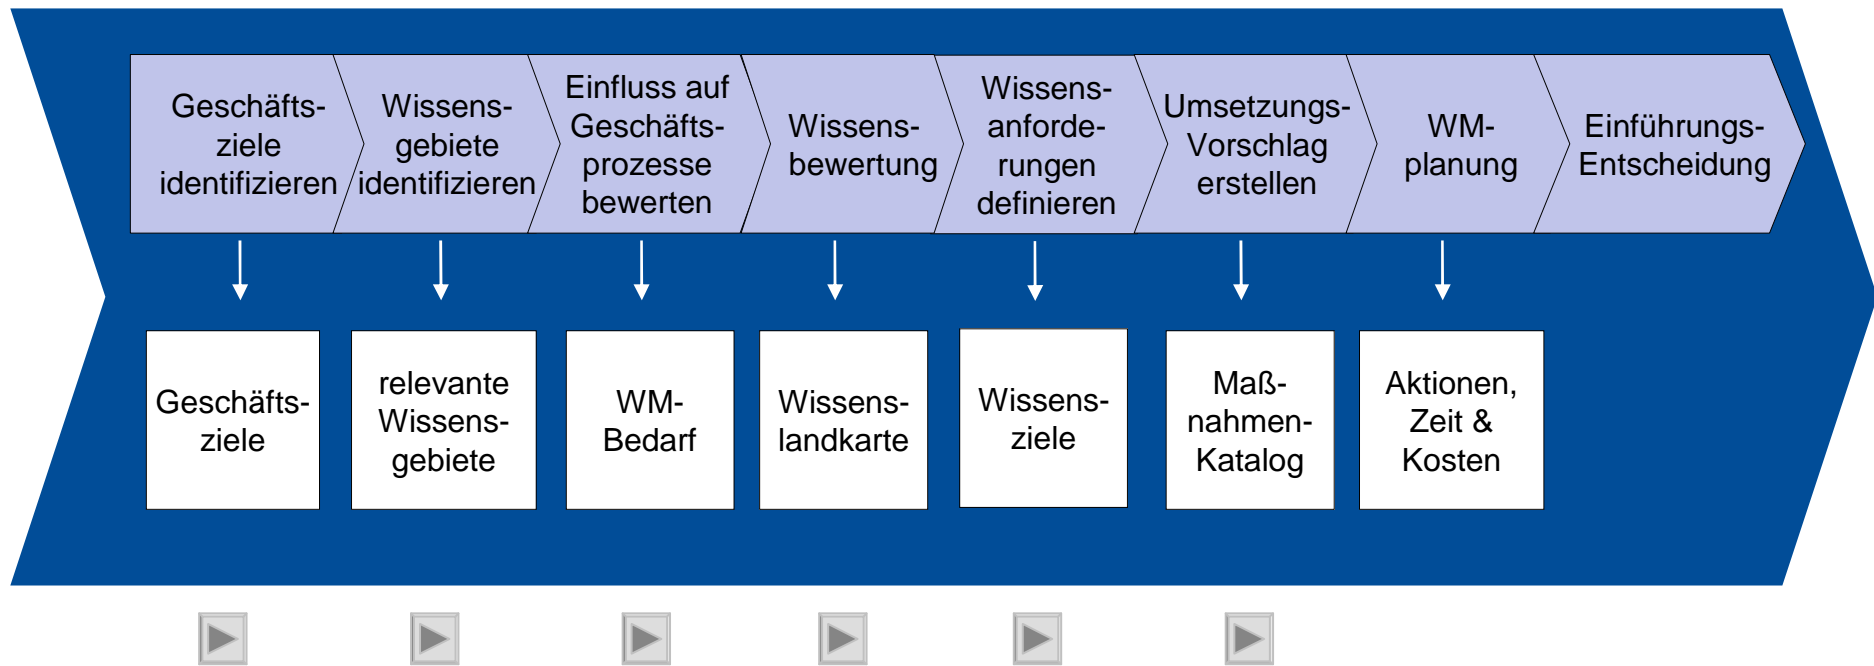 Geschäfts-
ziele
identifizieren
Wissens-
gebiete
identifizieren
Einfluss auf
Geschäfts-
prozesse
bewerten
Wissens-
bewertung
Wissens-
anforde-
rungen
definieren
Umsetzungs-
Vorschlag
erstellen
WM-
planung
Einführungs-
Entscheidung
Geschäfts-
ziele
relevante
Wissens-
gebiete
WM-
Bedarf
Wissens-
landkarte
Wissens-
ziele
Maß-
nahmen-
Katalog
Aktionen,
Zeit &
Kosten